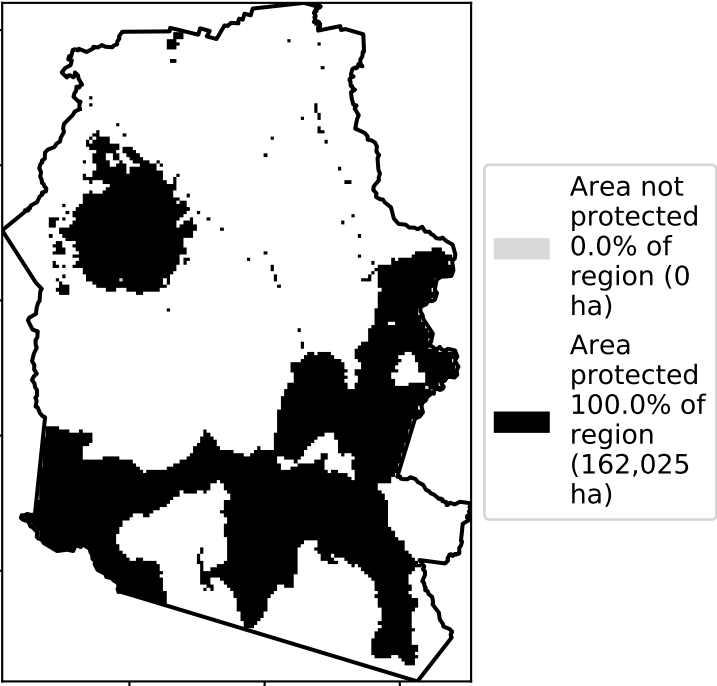 Area not
protected
0.0% of
region (0
ha)
Area
protected
100.0% of
region
(162,025
ha)